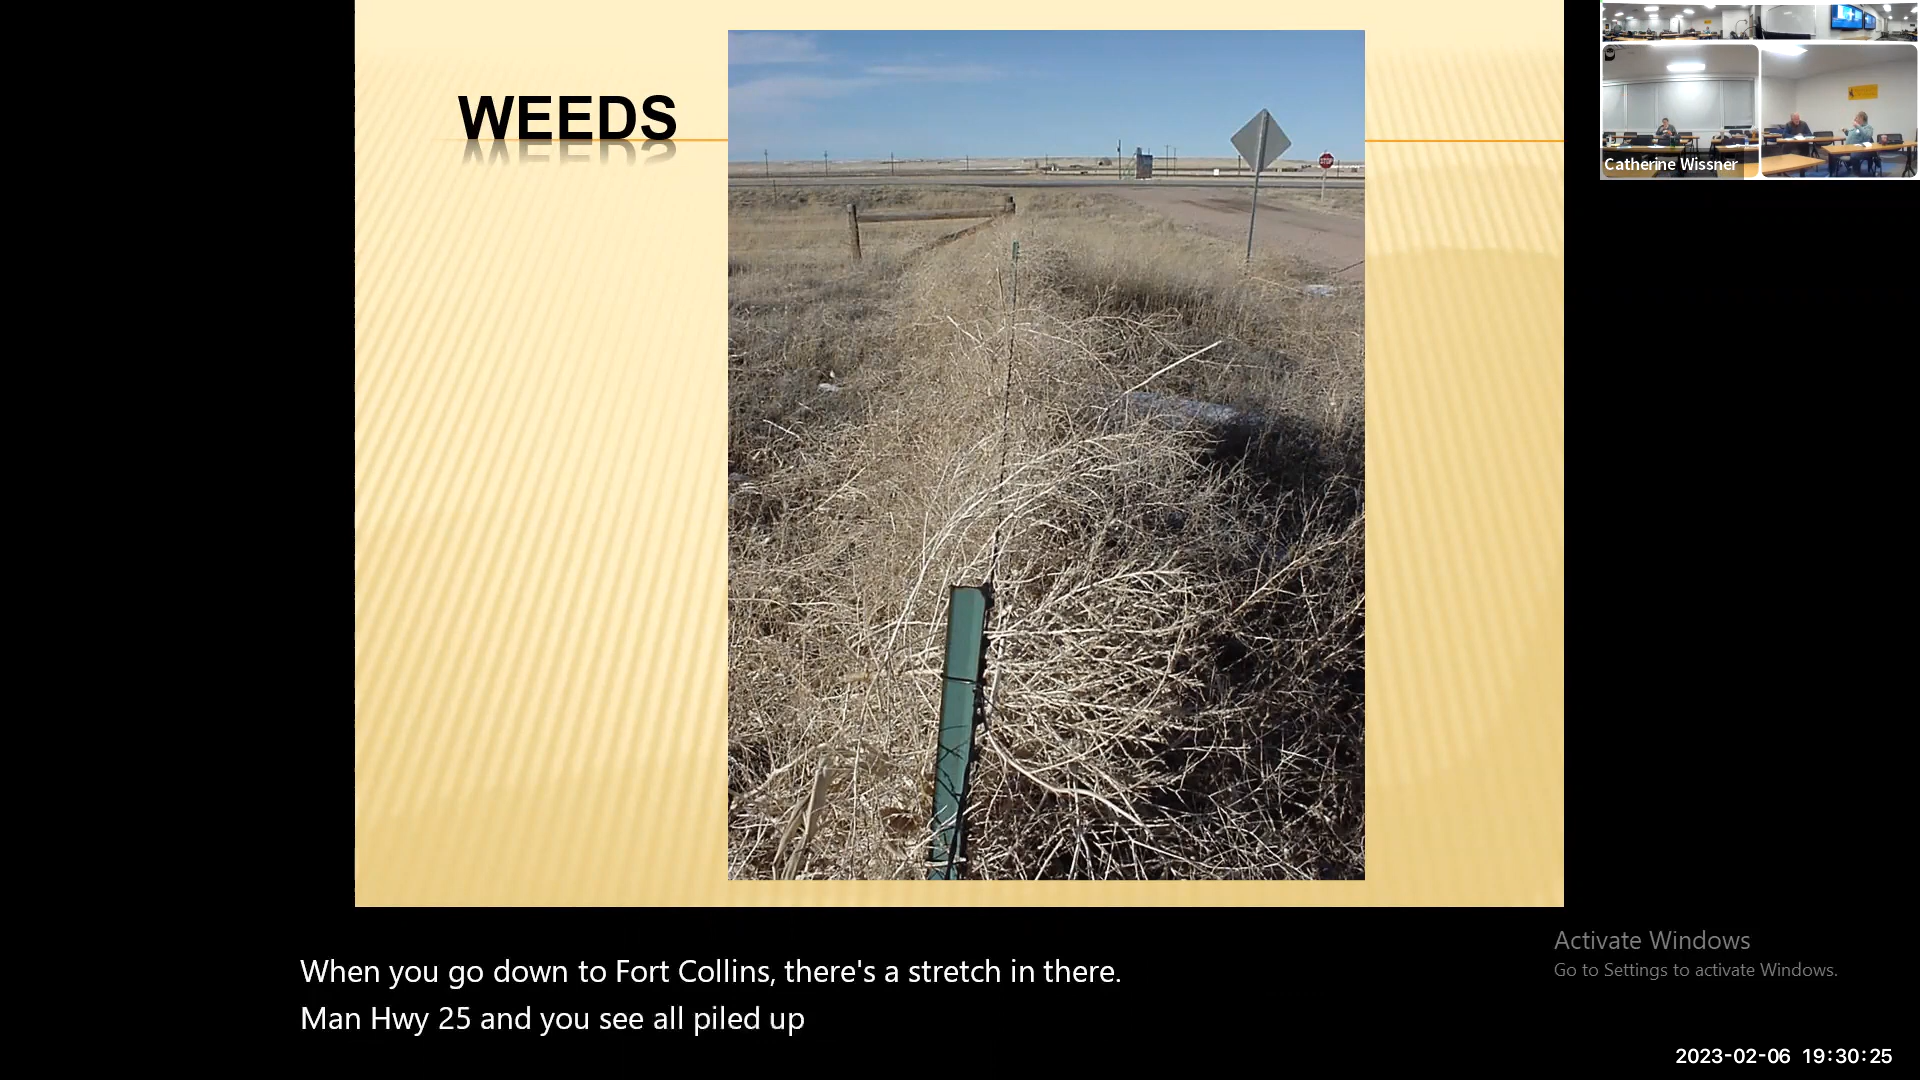 WEEDS
STOP
Catherine Wissner
When you go down to Fort Collins, there's a stretch in there.
Man Hwy 25 and you see all piled up
Activate Windows
Go to Settings to activate Windows.
2023-02-06 19:30:25